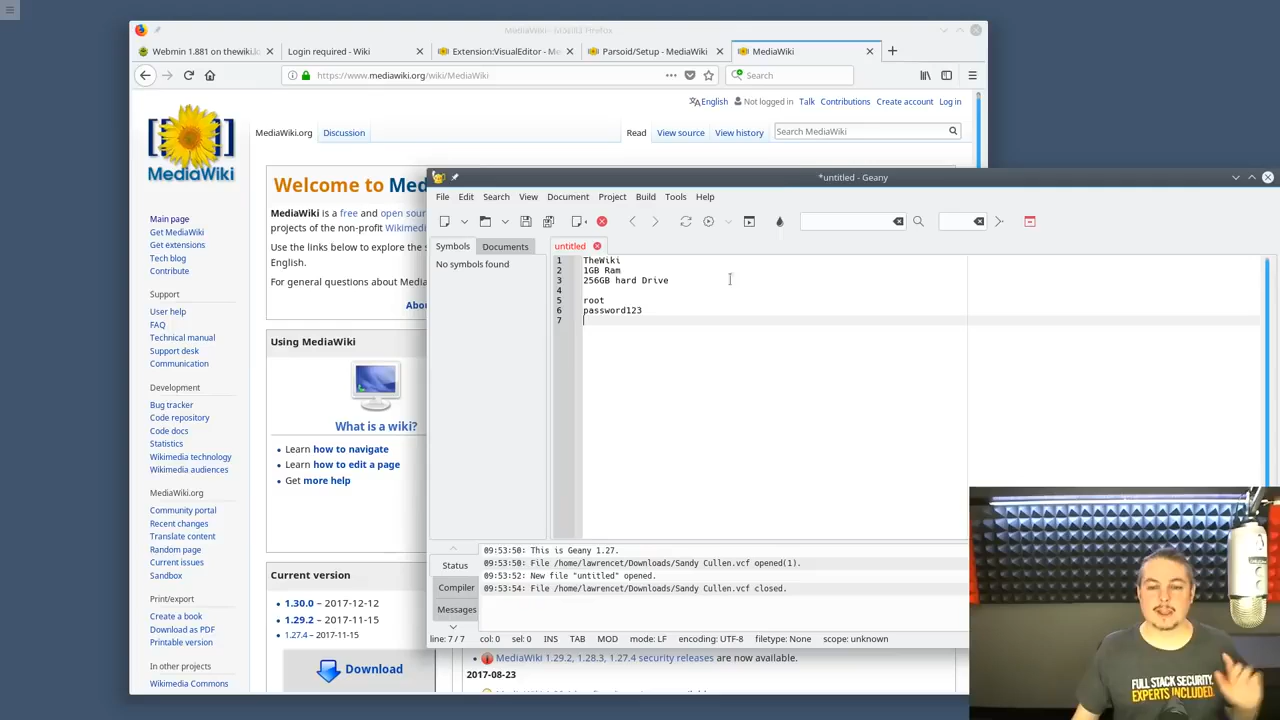 MediaWiki - Mozilla Firefox
Webmin 1.881 on thewiki.lc
Login required - Wiki
Extension:VisualEditor - Me
Parsoid/Setup - MediaWiki
MediaWiki
https://www.mediawiki.org/wiki/MediaWiki
Search
English
Not logged in
Talk
Contributions
Create account
Log in
MediaWiki.org
Discussion
Read
View source
View history
Search MediaWiki
MediaWiki
Main page
Get MediaWiki
Get extensions
Tech blog
Contribute
Support
User help
FAQ
Technical manual
Support desk
Communication
Development
Bug tracker
Code repository
Code docs
Statistics
Wikimedia technology
Wikimedia audiences
MediaWiki.org
Community portal
Recent changes
Translate content
Random page
Current issues
Sandbox
Print/export
Create a book
Download as PDF
Printable version
In other projects
Wikimedia Commons
Welcome to Med
MediaWiki is a free and open sour
projects of the non-profit Wikimedi
Use the links below to explore the s
English.
For general questions about Media
Abou
Using MediaWiki
What is a wiki?
• Learn how to navigate
• Learn how to edit a page
• Get more help
Current version
• 1.30.0 – 2017-12-12
• 1.29.2 – 2017-11-15
• 1.27.4 – 2017-11-15
Download
MediaWiki 1.29.2, 1.28.3, 1.27.4 security releases are now available.
2017-08-23
*untitled - Geany
File Edit Search View Document Project Build Tools Help
Symbols
Documents
No symbols found
untitled
1 TheWiki
2 1GB Ram
3 256GB hard Drive
4
5 root
6 password123
7
Status
Compiler
Messages
09:53:50: This is Geany 1.27.
09:53:50: File /home/lawrencet/Downloads/Sandy Cullen.vcf opened(1).
09:53:52: New file "untitled" opened.
09:53:54: File /home/lawrencet/Downloads/Sandy Cullen.vcf closed.
line: 7 / 7 col: 0 sel: 0 INS TAB MOD mode: LF encoding: UTF-8 filetype: None scope: unknown
FULL STACK SECURITY.
EXPERTS INCLUDED.